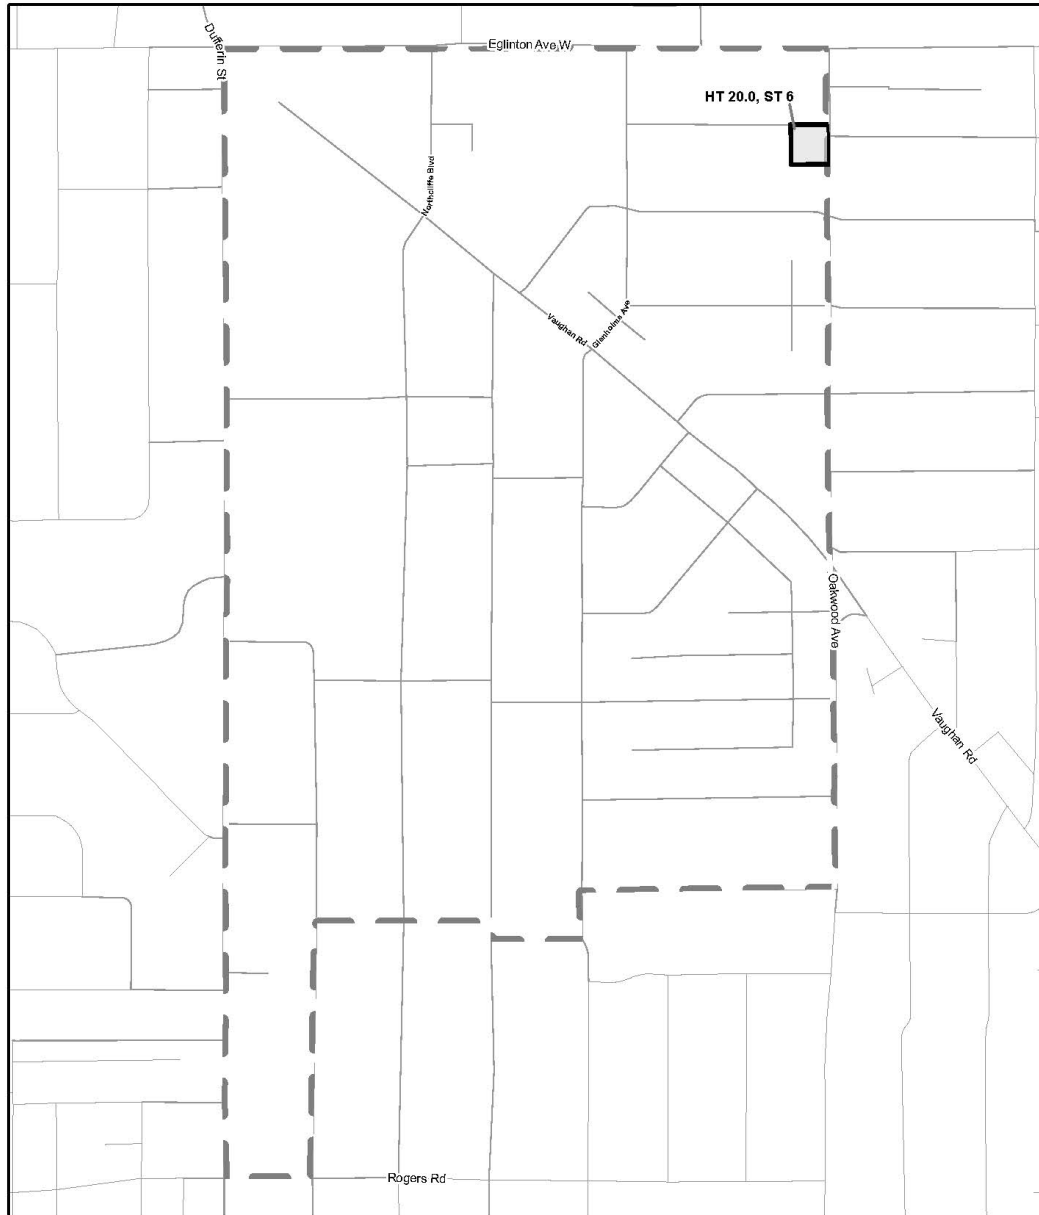 Dufferin St
Eglinton Ave W
HT 20.0, ST 6
Northcliffe Blvd
Vaughan Rd
Glenholme Ave
Oakwood Ave
Vaughan Rd
Rogers Rd